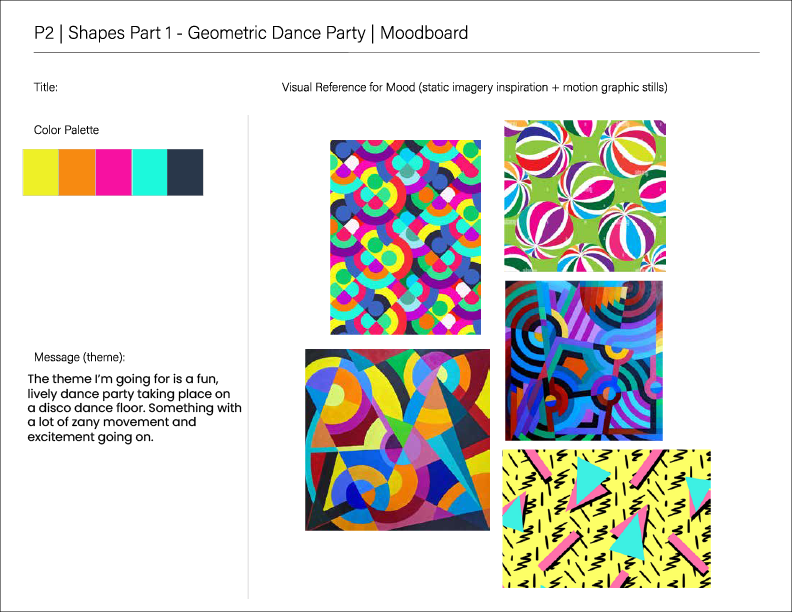 P2 | Shapes Part 1 - Geometric Dance Party | Moodboard
Title:
Visual Reference for Mood (static imagery inspiration + motion graphic stills)
Color Palette
Message (theme):
The theme I'm going for is a fun,
lively dance party taking place on
a disco dance floor. Something with
a lot of zany movement and
excitement going on.